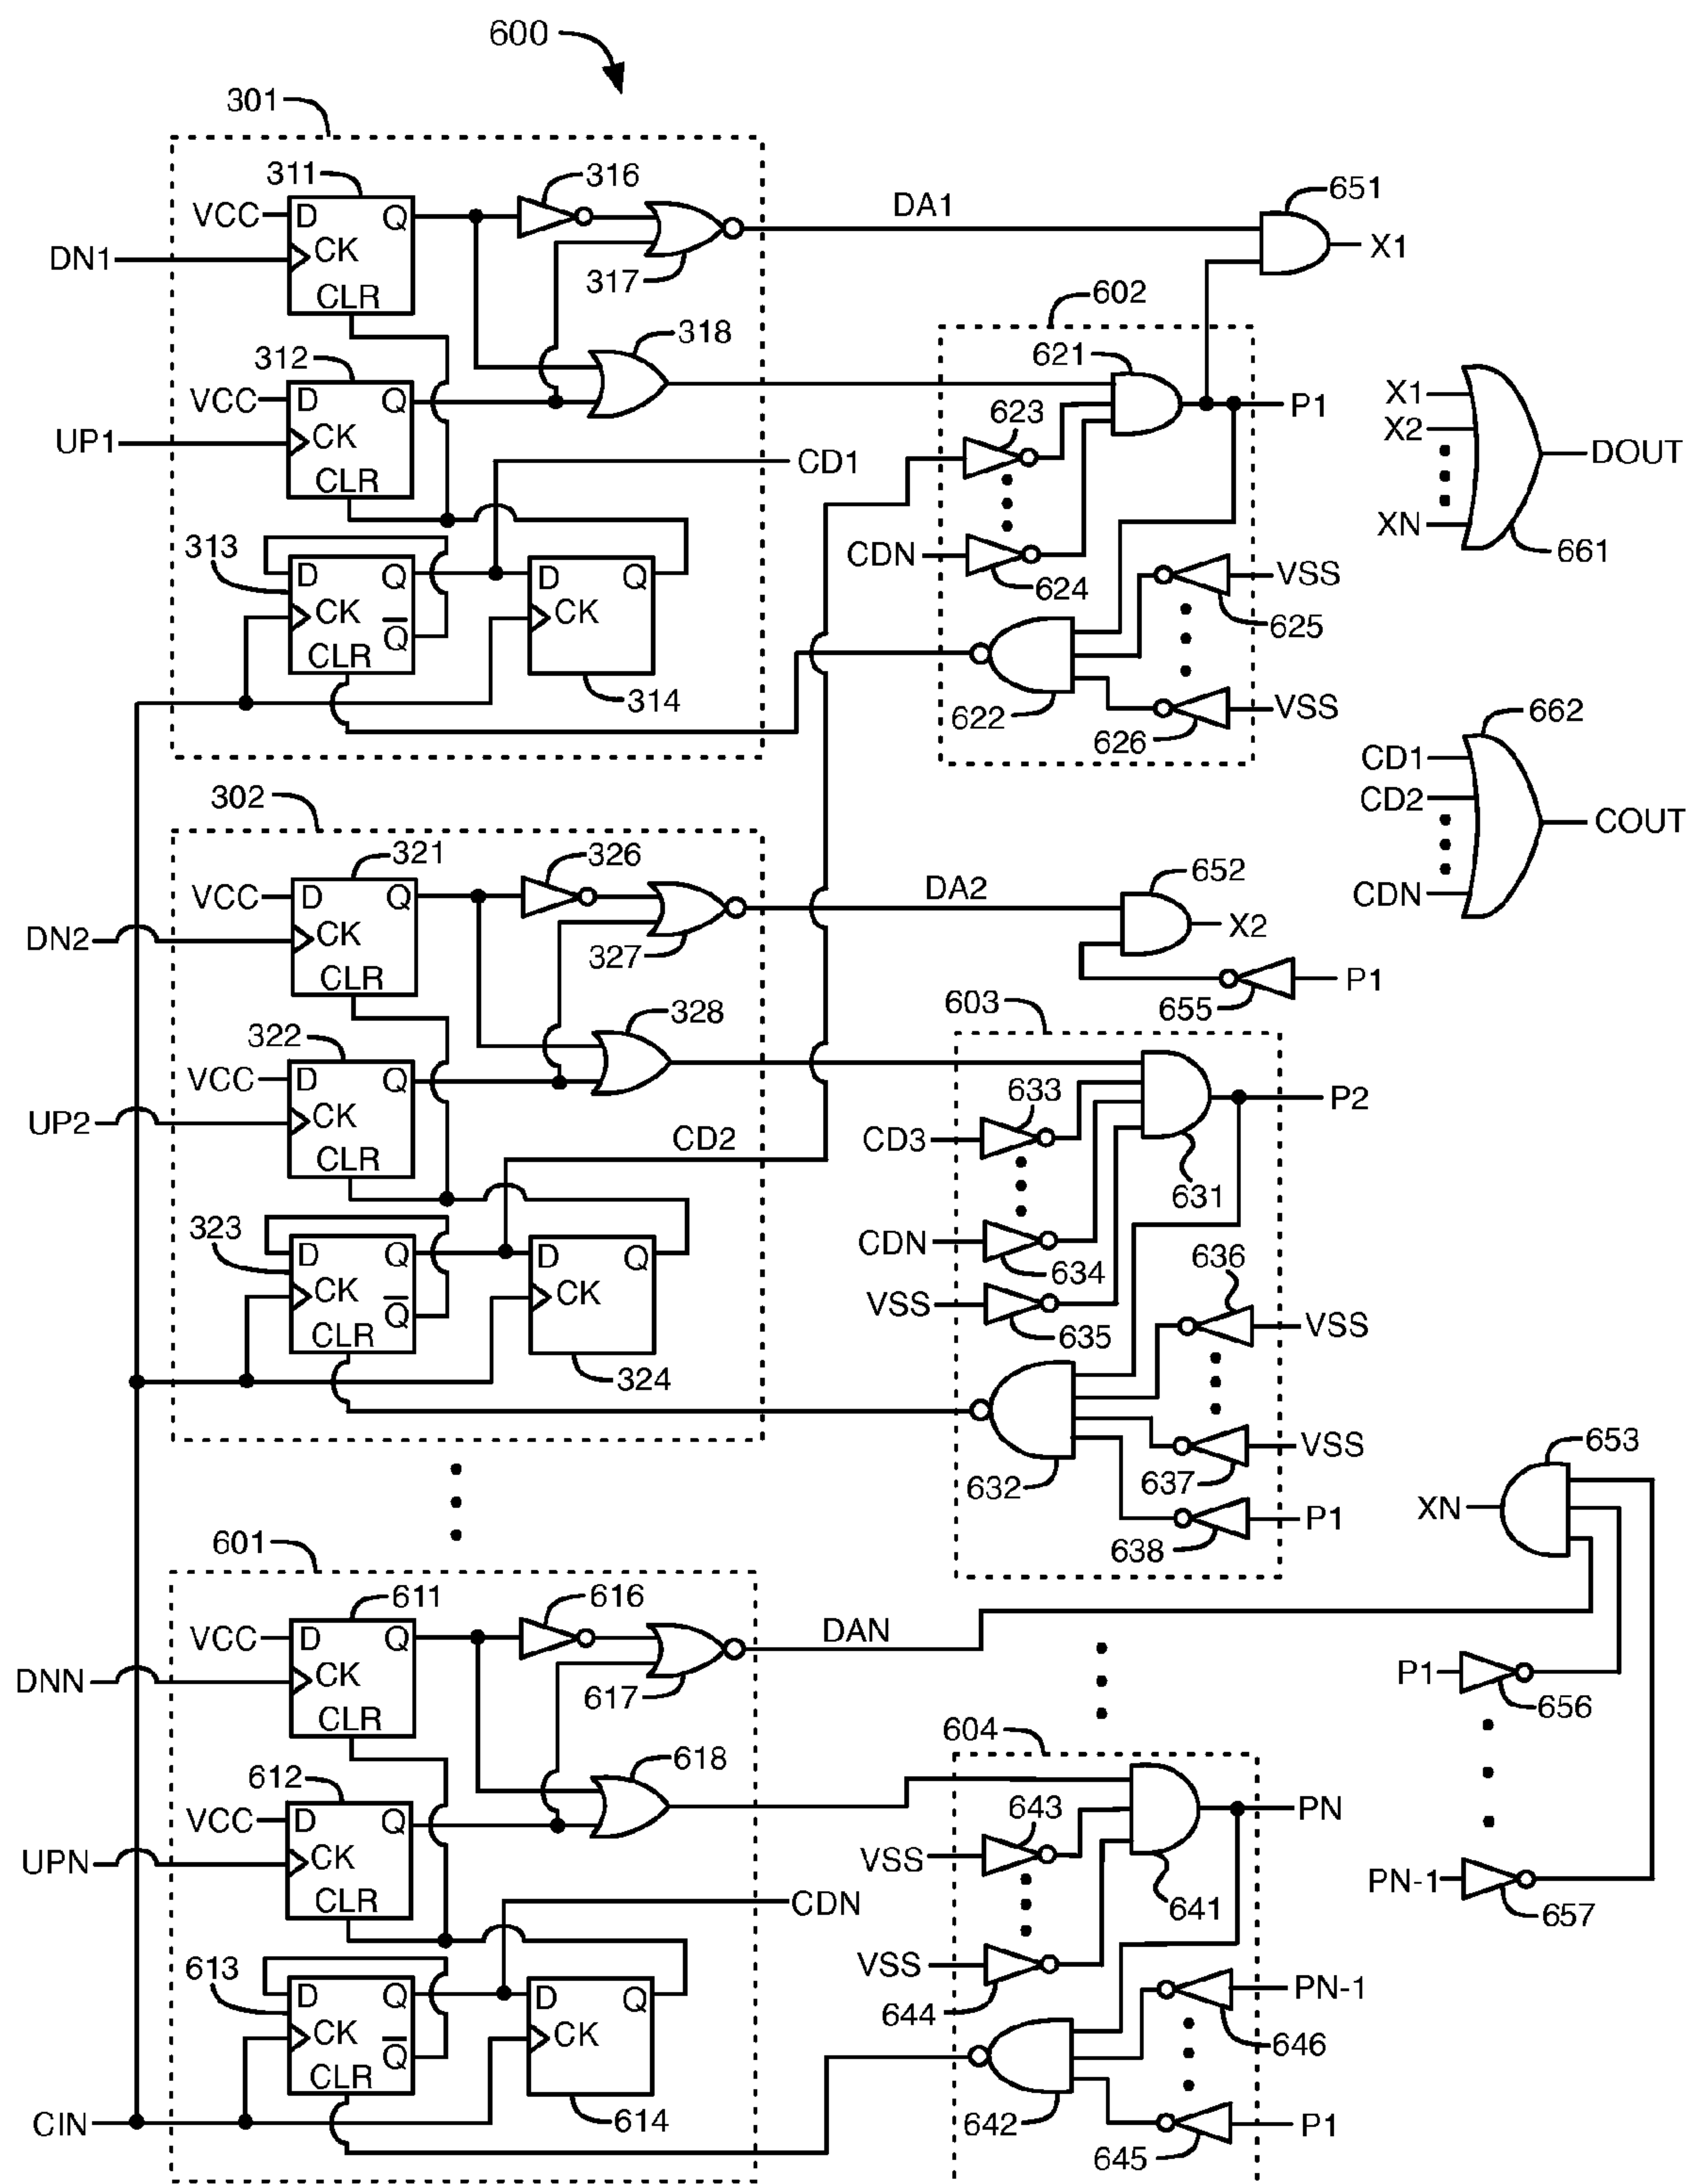 600
301
311
316
VCC
D
Q
DA1
651
DN1
CK
X1
CLR
317
602
318
621
312
VCC
D
Q
623
P1
X1
UP1
CK
X2
DOUT
CLR
CD1
XN
313
CDN
661
D
Q
D
Q
624
VSS
CK
CK
Q
625
CLR
314
622
626
VSS
662
CD1
302
CD2
COUT
321
326
652
CDN
VCC
D
Q
DA2
X2
DN2
CK
327
CLR
P1
603
655
322
328
VCC
D
Q
633
P2
UP2
CK
CD2
CD3
CLR
631
323
D
Q
D
Q
CDN
636
634
CK
CK
VSS
Q
635
VSS
CLR
324
653
637
VSS
632
XN
601
638
P1
611
616
VCC
D
Q
DAN
DNN
CK
P1
617
656
CLR
604
612
618
VCC
D
Q
643
PN
UPN
CK
VSS
PN-1
CLR
CDN
641
657
613
VSS
D
Q
D
Q
644
PN-1
CK
CK
Q
646
CLR
CIN
614
642
P1
645